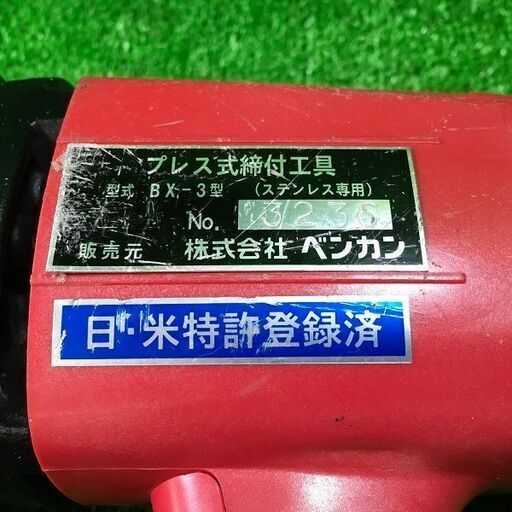 プレス式締付工具
型式 BX-3型 (ステンレス専用)
No. 3236
販売元 株式会社 ベンカン
日・米特許登録済